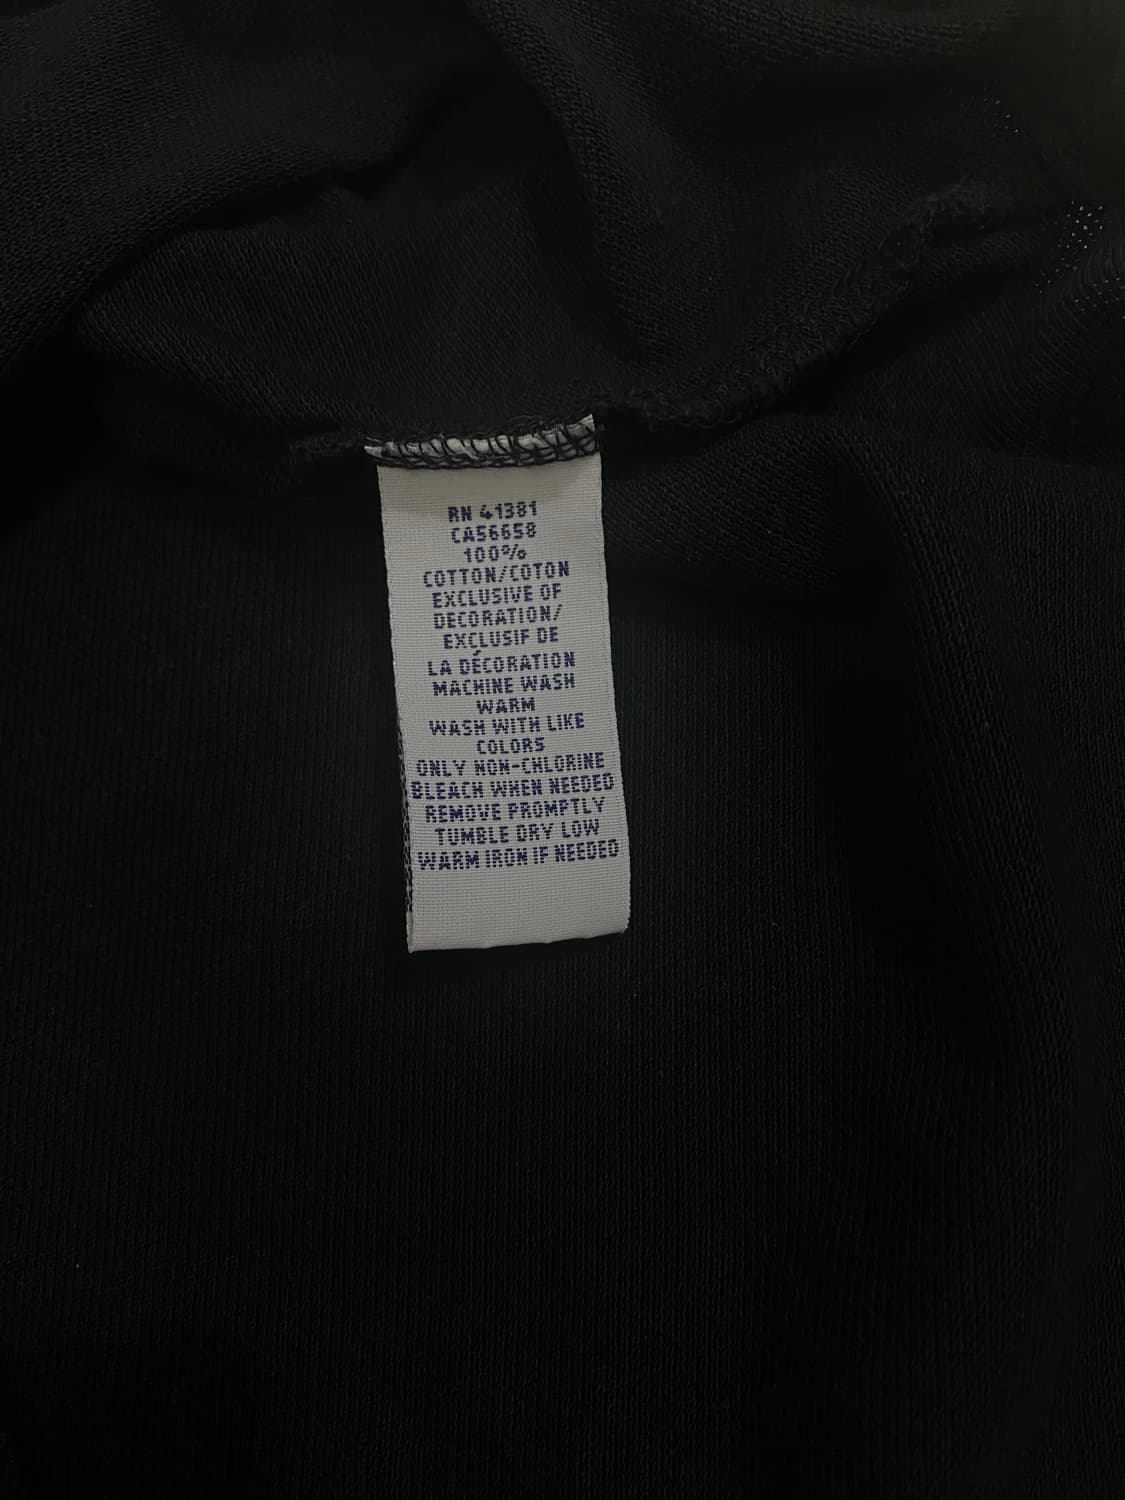 RN 41381
CA56658
100%
COTTON/COTON
EXCLUSIVE OF
DECORATION/
EXCLUSIF DE
LA DÉCORATION
MACHINE WASH
WARM
WASH WITH LIKE
COLORS
ONLY NON-CHLORINE
BLEACH WHEN NEEDED
REMOVE PROMPTLY
TUMBLE DRY LOW
WARM IRON IF NEEDED